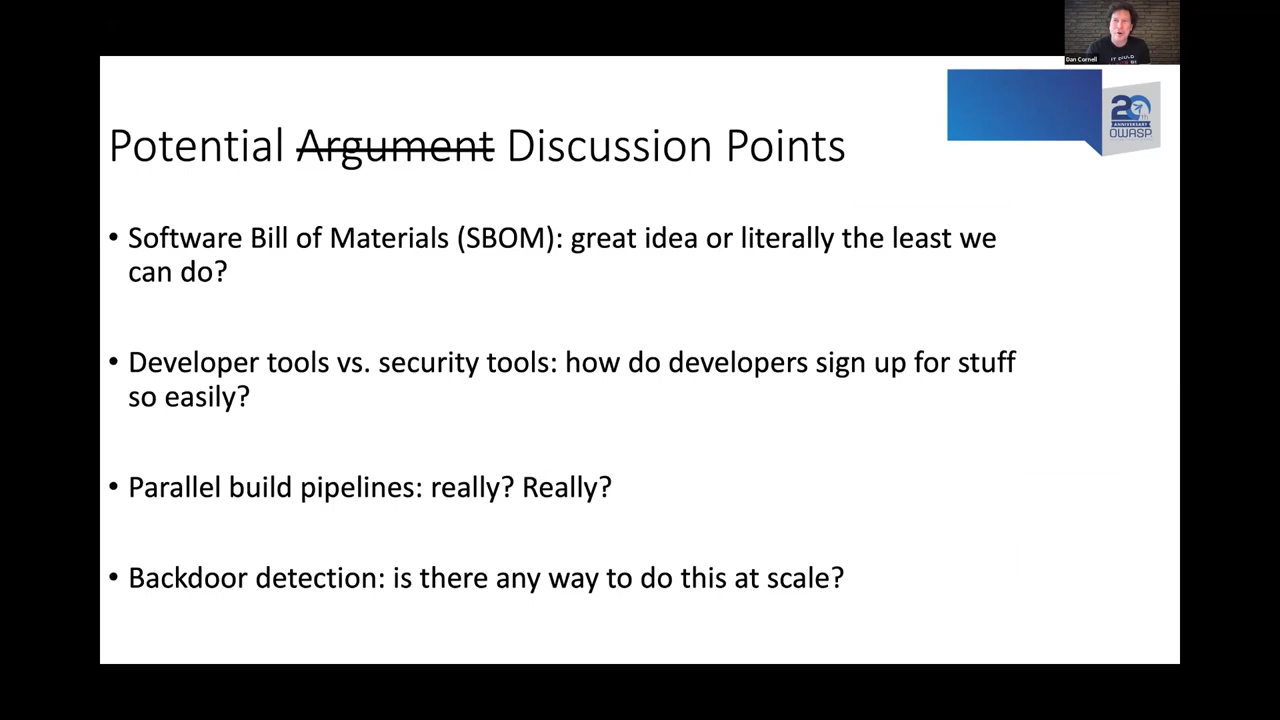 Dan Cornell
20
ANNIVERSARY
OWASP
Potential Argument Discussion Points
• Software Bill of Materials (SBOM): great idea or literally the least we
can do?
• Developer tools vs. security tools: how do developers sign up for stuff
so easily?
• Parallel build pipelines: really? Really?
• Backdoor detection: is there any way to do this at scale?